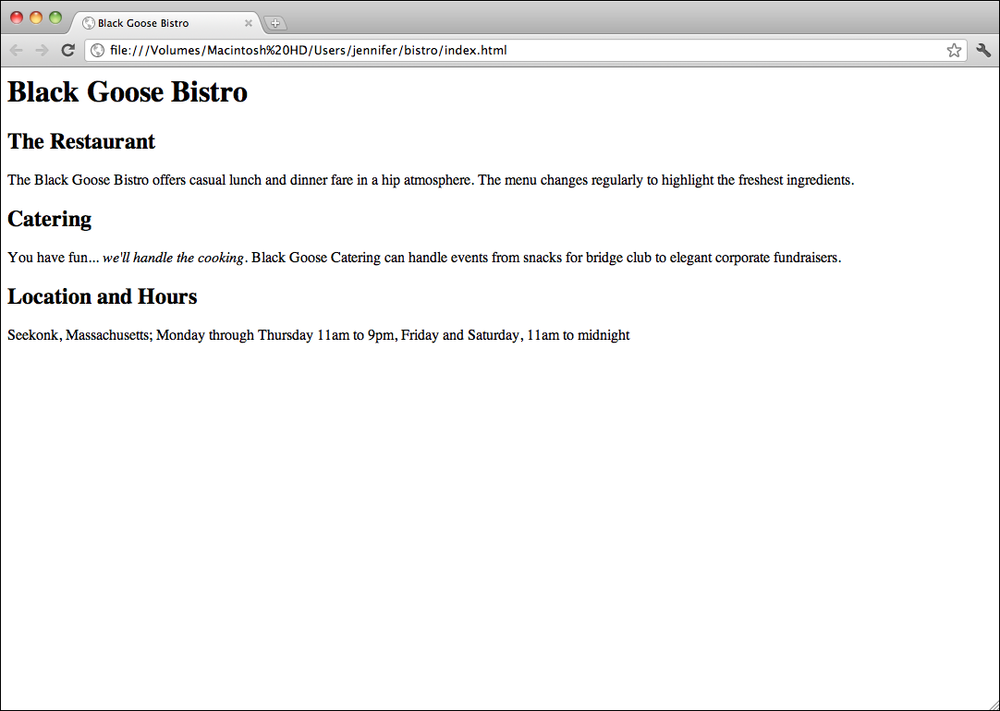 Black Goose Bistro
file:///Volumes/Macintosh%20HD/Users/jennifer/bistro/index.html
Black Goose Bistro
The Restaurant
The Black Goose Bistro offers casual lunch and dinner fare in a hip atmosphere. The menu changes regularly to highlight the freshest ingredients.
Catering
You have fun... we'll handle the cooking. Black Goose Catering can handle events from snacks for bridge club to elegant corporate fundraisers.
Location and Hours
Seekonk, Massachusetts; Monday through Thursday 11am to 9pm, Friday and Saturday, 11am to midnight